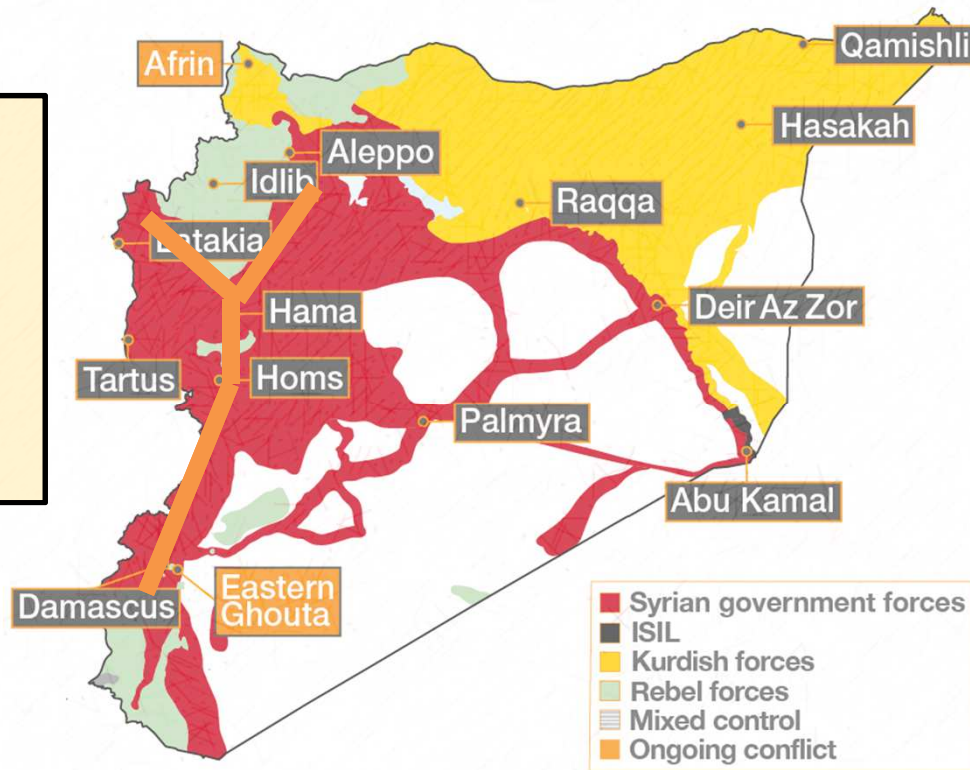 Afrin
Qamishli
Hasakah
Aleppo
Idlib
Raqqa
Latakia
Deir Az Zor
Hama
Tartus
Homs
Palmyra
Abu Kamal
Eastern
Ghouta
Damascus
Syrian government forces
ISIL
Kurdish forces
Rebel forces
Mixed control
Ongoing conflict